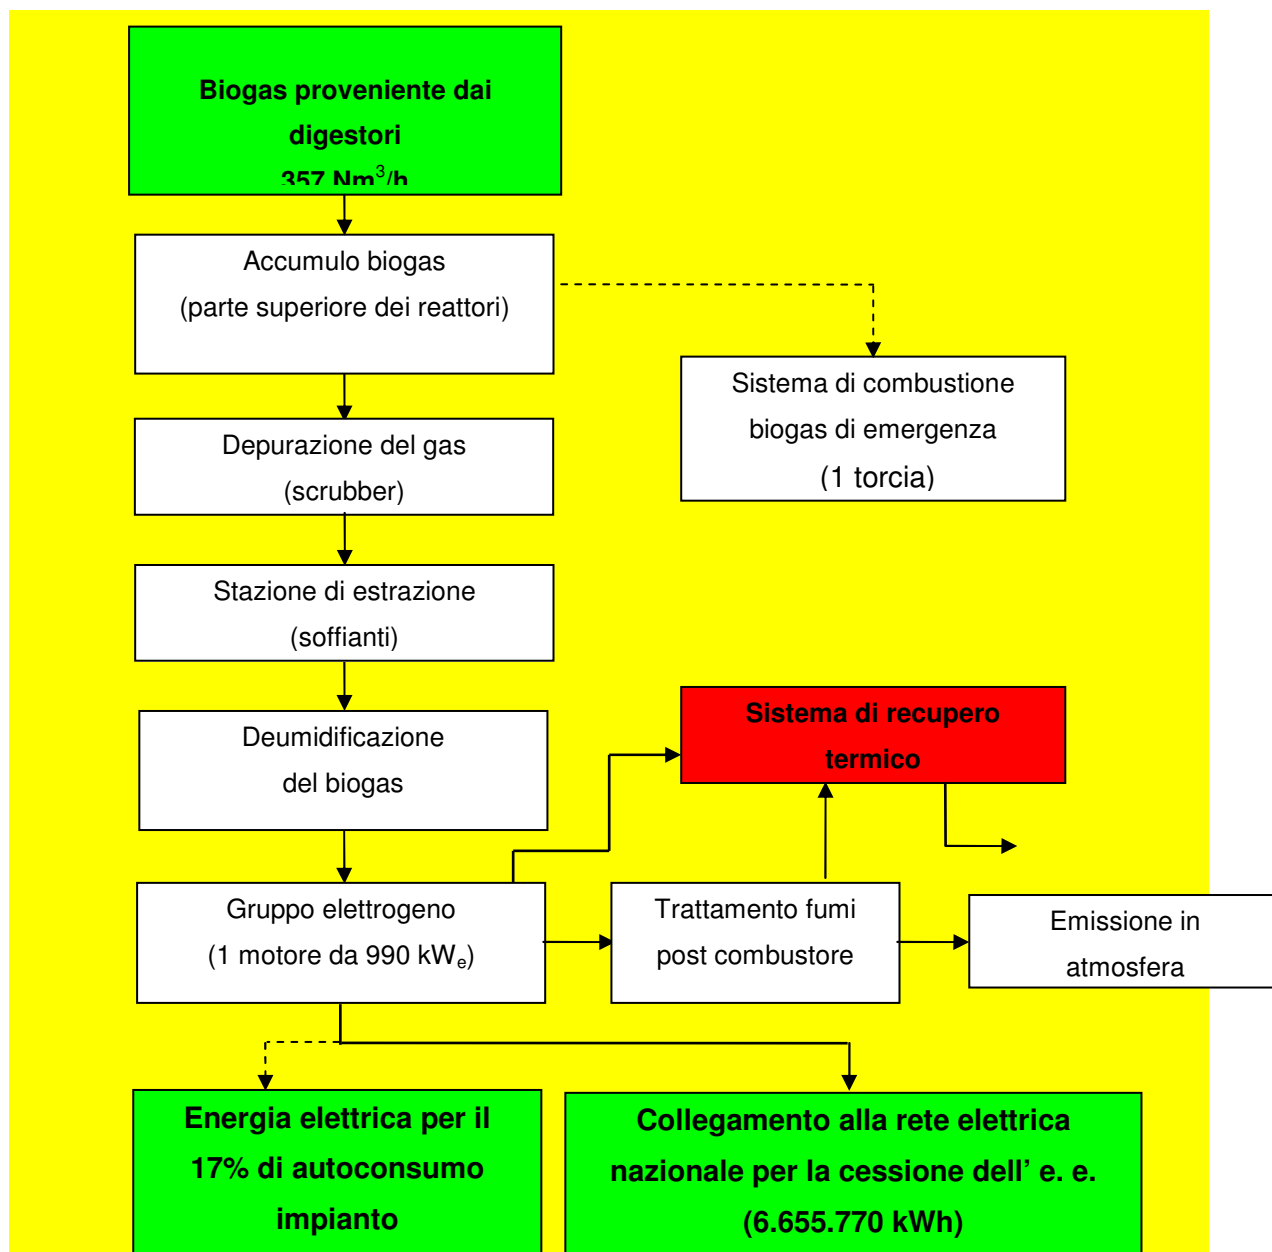 Biogas proveniente dai
digestori
357 Nm³/h
Accumulo biogas
(parte superiore dei reattori)
Sistema di combustione
biogas di emergenza
(1 torcia)
Depurazione del gas
(scrubber)
Stazione di estrazione
(soffianti)
Sistema di recupero
termico
Deumidificazione
del biogas
Gruppo elettrogeno
(1 motore da 990 kWₑ)
Trattamento fumi
post combustore
Emissione in
atmosfera
Energia elettrica per il
17% di autoconsumo
impianto
Collegamento alla rete elettrica
nazionale per la cessione dell' e. e.
(6.655.770 kWh)